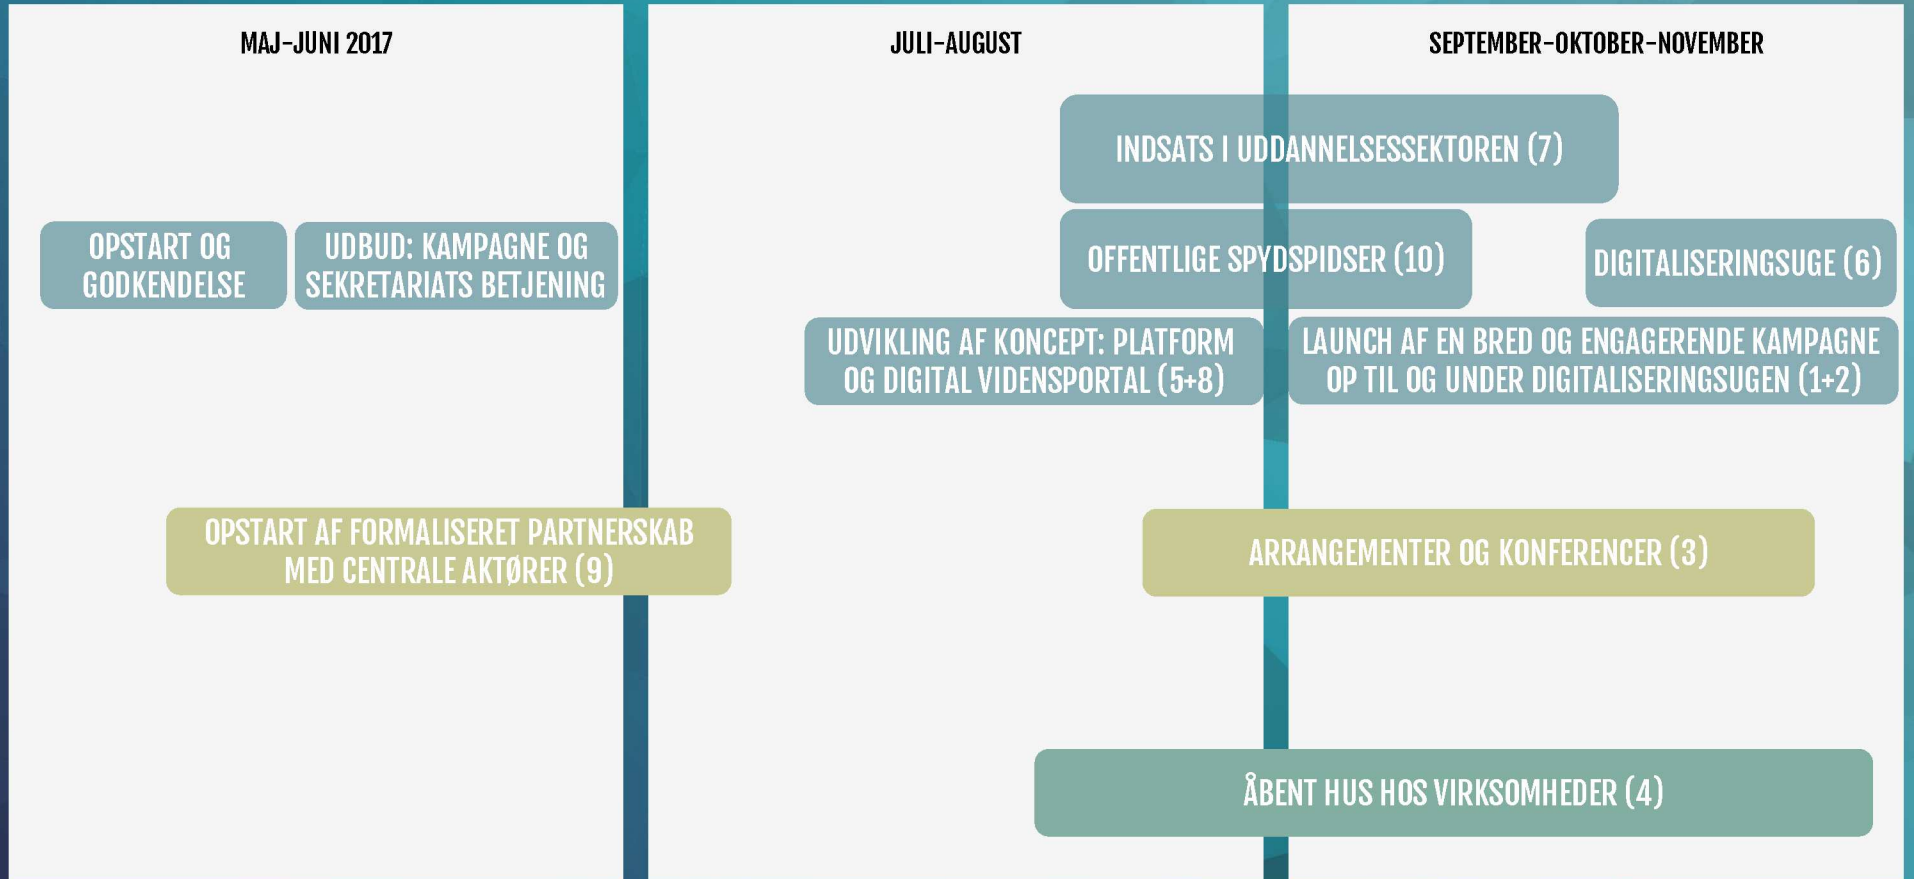 MAJ-JUNI 2017
JULI-AUGUST
SEPTEMBER-OKTOBER-NOVEMBER
INDSATS I UDDANNELSESSEKTOREN (7)
OPSTART OG
GODKENDELSE
UDBUD: KAMPAGNE OG
SEKRETARIATS BETJENING
OFFENTLIGE SPYDSPIDSER (10)
DIGITALISERINGSUGE (6)
UDVIKLING AF KONCEPT: PLATFORM
OG DIGITAL VIDENSPORTAL (5+8)
LAUNCH AF EN BRED OG ENGAGERENDE KAMPAGNE
OP TIL OG UNDER DIGITALISERINGSUGEN (1+2)
OPSTART AF FORMALISERET PARTNERSKAB
MED CENTRALE AKTØRER (9)
ARRANGEMENTER OG KONFERENCER (3)
ÅBENT HUS HOS VIRKSOMHEDER (4)